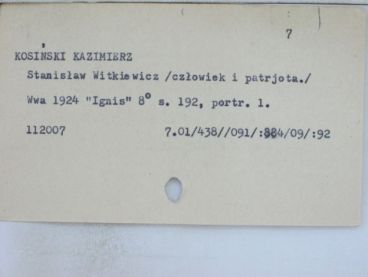 7
KOSIŃSKI KAZIMIERZ
Stanisław Witkiewicz /człowiek i patrjota./
Wwa 1924 "Ignis" 8° s. 192, portr. 1.
112007 7.01/438//091/:884/09/:92